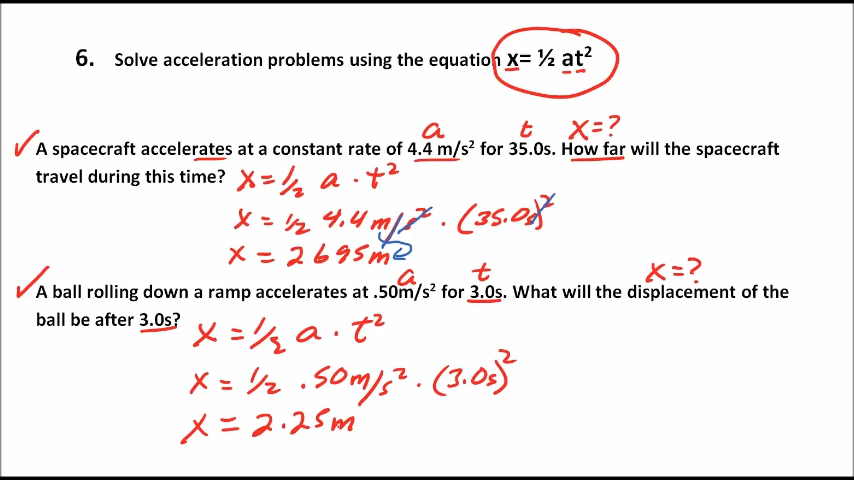 6. Solve acceleration problems using the equation x= ½ at²
a t x=?
A spacecraft accelerates at a constant rate of 4.4 m/s² for 35.0s. How far will the spacecraft
travel during this time? x = 1/2 a · t²
x = 1/2 4.4 m/s² · (35.0s)²
x = 2695m
a t x=?
A ball rolling down a ramp accelerates at .50m/s² for 3.0s. What will the displacement of the
ball be after 3.0s?
x = 1/2 a · t²
x = 1/2 .50m/s² · (3.0s)²
x = 2.25m